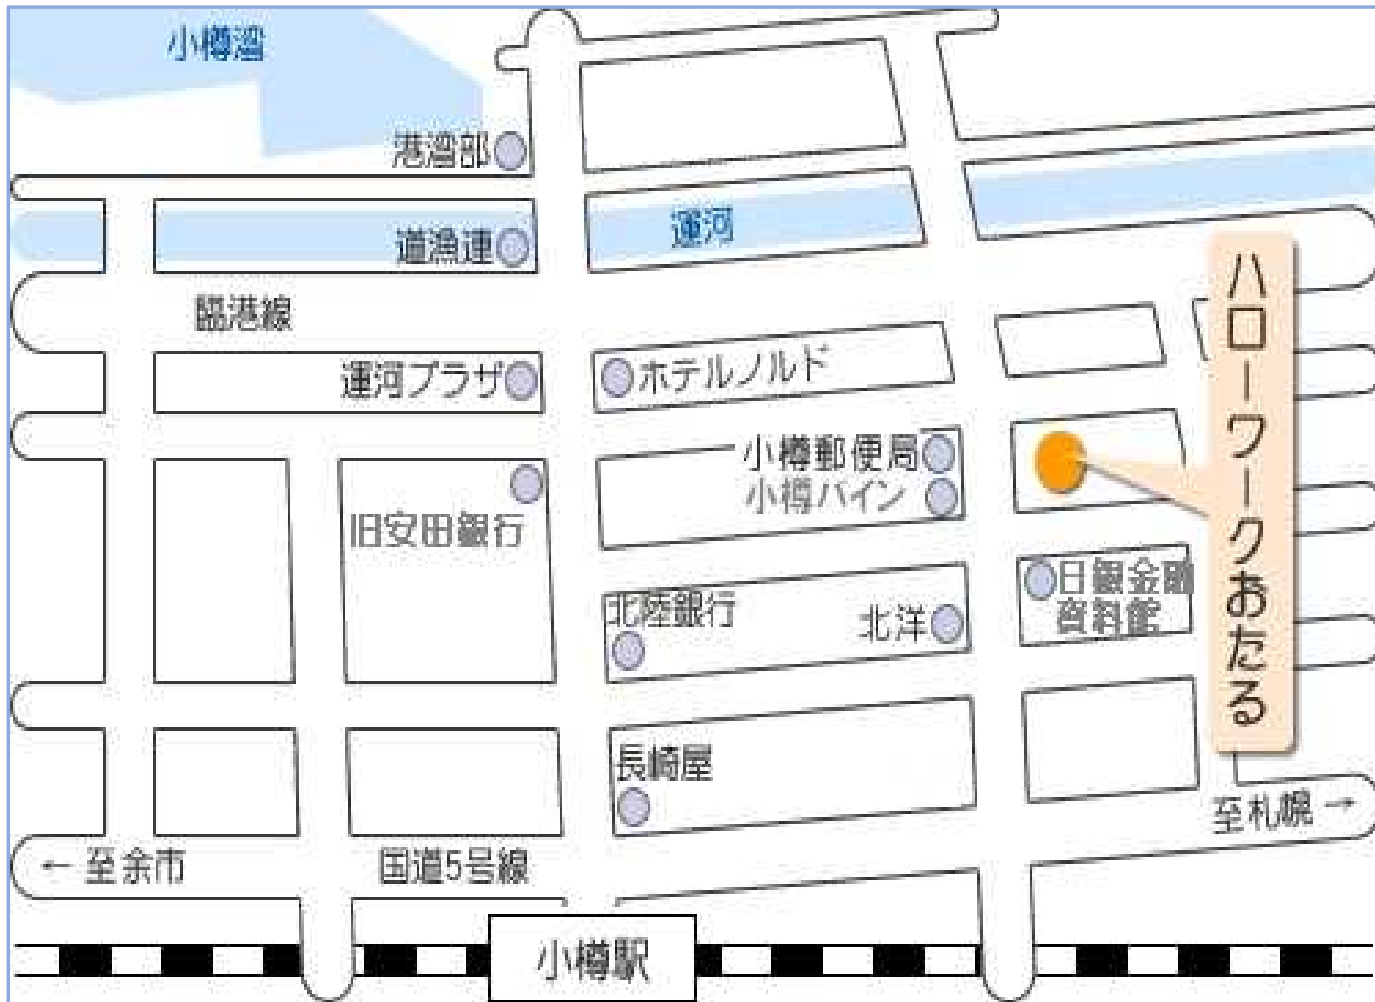 小樽湾
港湾部
運河
道漁連
臨港線
運河プラザ
ホテルノルド
ハローワークおたる
小樽郵便局
小樽バイン
旧安田銀行
日銀金融
資料館
北陸銀行
北洋
長崎屋
至札幌 →
← 至余市
国道5号線
小樽駅